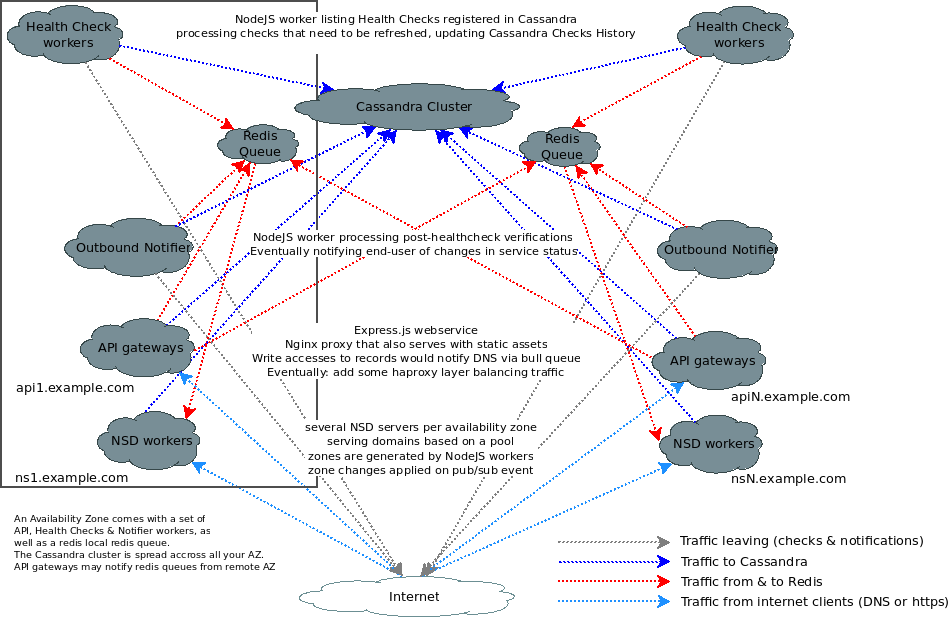 Health Check
workers
NodeJS worker listing Health Checks registered in Cassandra
processing checks that need to be refreshed, updating Cassandra Checks History
Health Check
workers
Cassandra Cluster
Redis
Queue
Redis
Queue
Outbound Notifier
NodeJS worker processing post-healthcheck verifications
Eventually notifying end-user of changes in service status
Outbound Notifier
API gateways
api1.example.com
Express.js webservice
Nginx proxy that also serves with static assets
Write accesses to records would notify DNS via bull queue
Eventually: add some haproxy layer balancing traffic
API gateways
apiN.example.com
NSD workers
ns1.example.com
several NSD servers per availability zone
serving domains based on a pool
zones are generated by NodeJS workers
zone changes applied on pub/sub event
NSD workers
nsN.example.com
An Availability Zone comes with a set of
API, Health Checks & Notifier workers, as
well as a redis local redis queue.
The Cassandra cluster is spread accross all your AZ.
API gateways may notify redis queues from remote AZ
Internet
Traffic leaving (checks & notifications)
Traffic to Cassandra
Traffic from & to Redis
Traffic from internet clients (DNS or https)